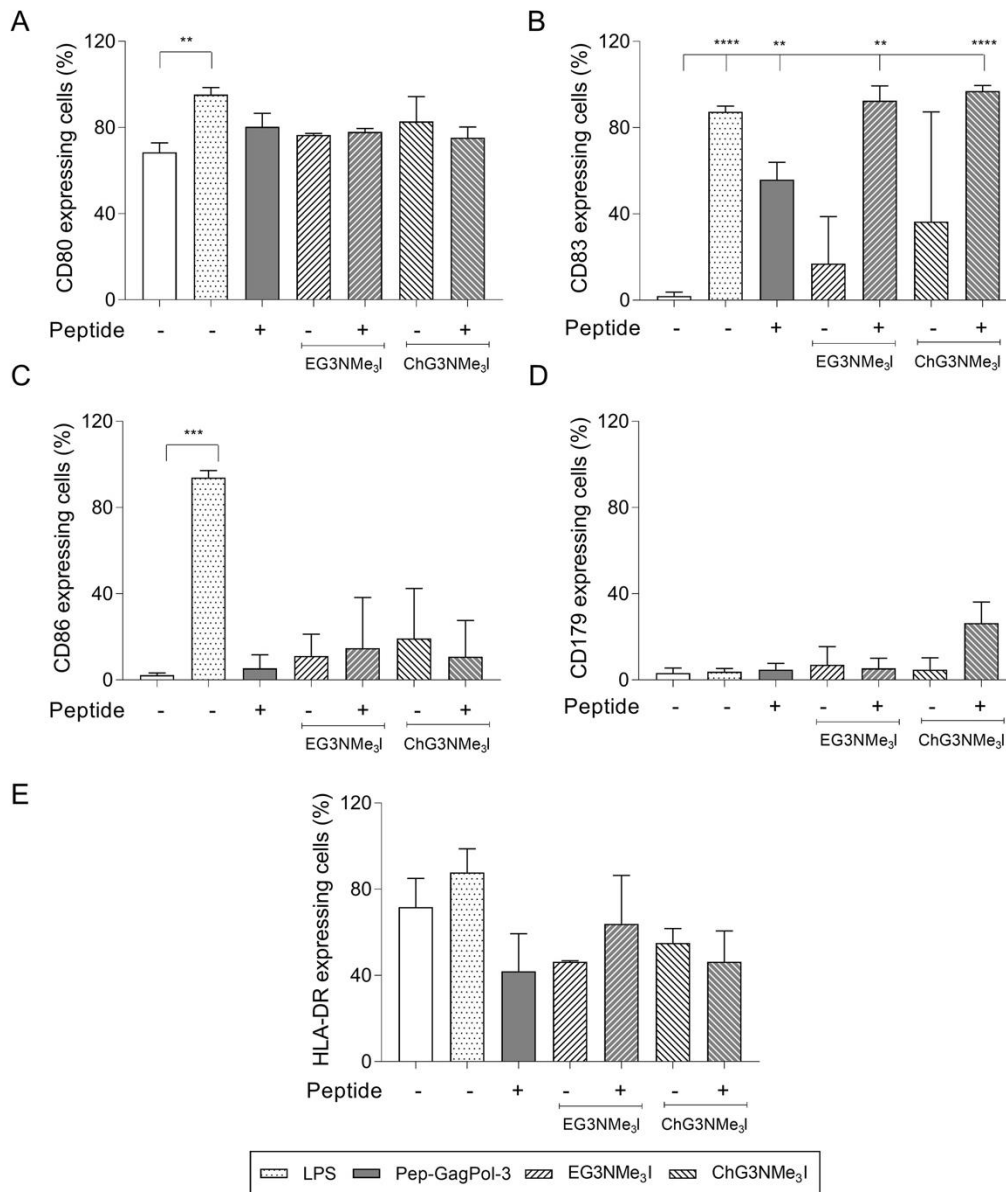 A
B
120
80
40
0
CD80 expressing cells (%)
**
Peptide - - + - + - +
EG3NMe₃I ChG3NMe₃I
120
80
40
0
CD83 expressing cells (%)
**** ** ** ****
Peptide - - + - + - +
EG3NMe₃I ChG3NMe₃I
C
D
120
80
40
0
CD86 expressing cells (%)
***
Peptide - - + - + - +
EG3NMe₃I ChG3NMe₃I
120
80
40
0
CD179 expressing cells (%)
Peptide - - + - + - +
EG3NMe₃I ChG3NMe₃I
E
120
80
40
0
HLA-DR expressing cells (%)
Peptide - - + - + - +
EG3NMe₃I ChG3NMe₃I
LPS Pep-GagPol-3 EG3NMe₃I ChG3NMe₃I